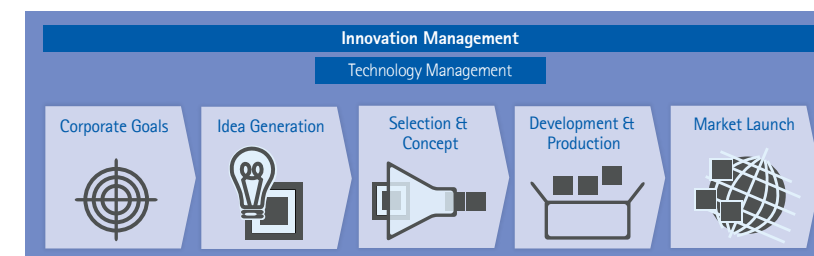 Innovation Management
Technology Management
Corporate Goals
Idea Generation
Selection &
Concept
Development &
Production
Market Launch